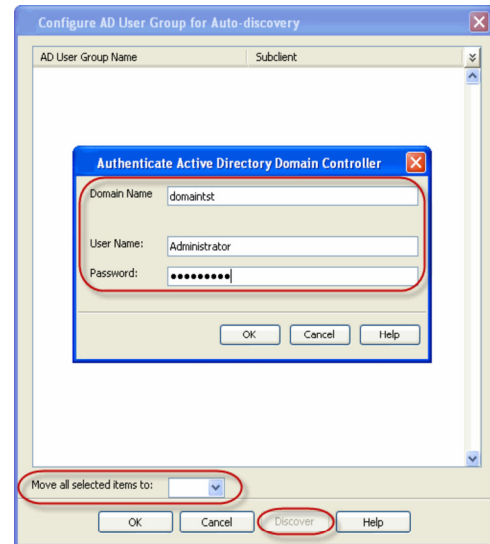 Configure AD User Group for Auto-discovery
AD User Group Name Subclient
Authenticate Active Directory Domain Controller
Domain Name domaintst
User Name: Administrator
Password: ●●●●●●●●●
OK Cancel Help
Move all selected items to:
OK Cancel Discover Help